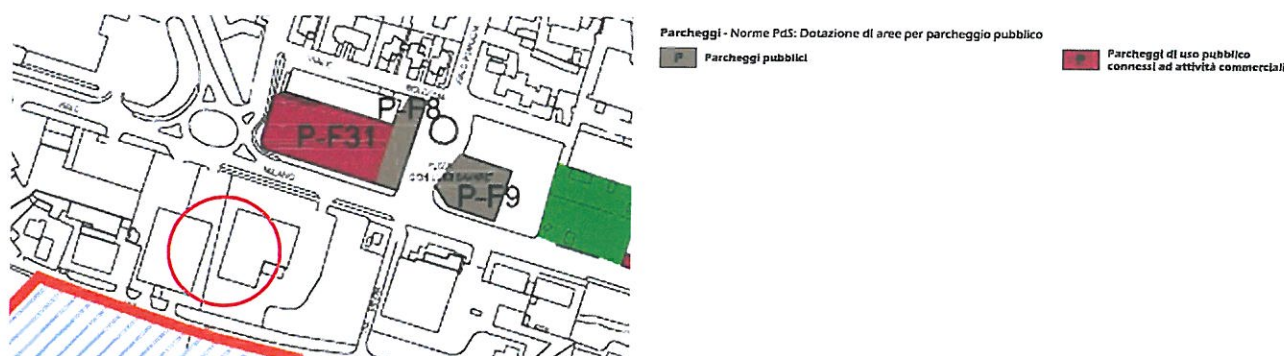 Parcheggi - Norme PdS: Dotazione di aree per parcheggio pubblico
P Parcheggi pubblici
P Parcheggi di uso pubblico
connessi ad attività commerciali
P-F8
P-F31
MILANO
P-F9